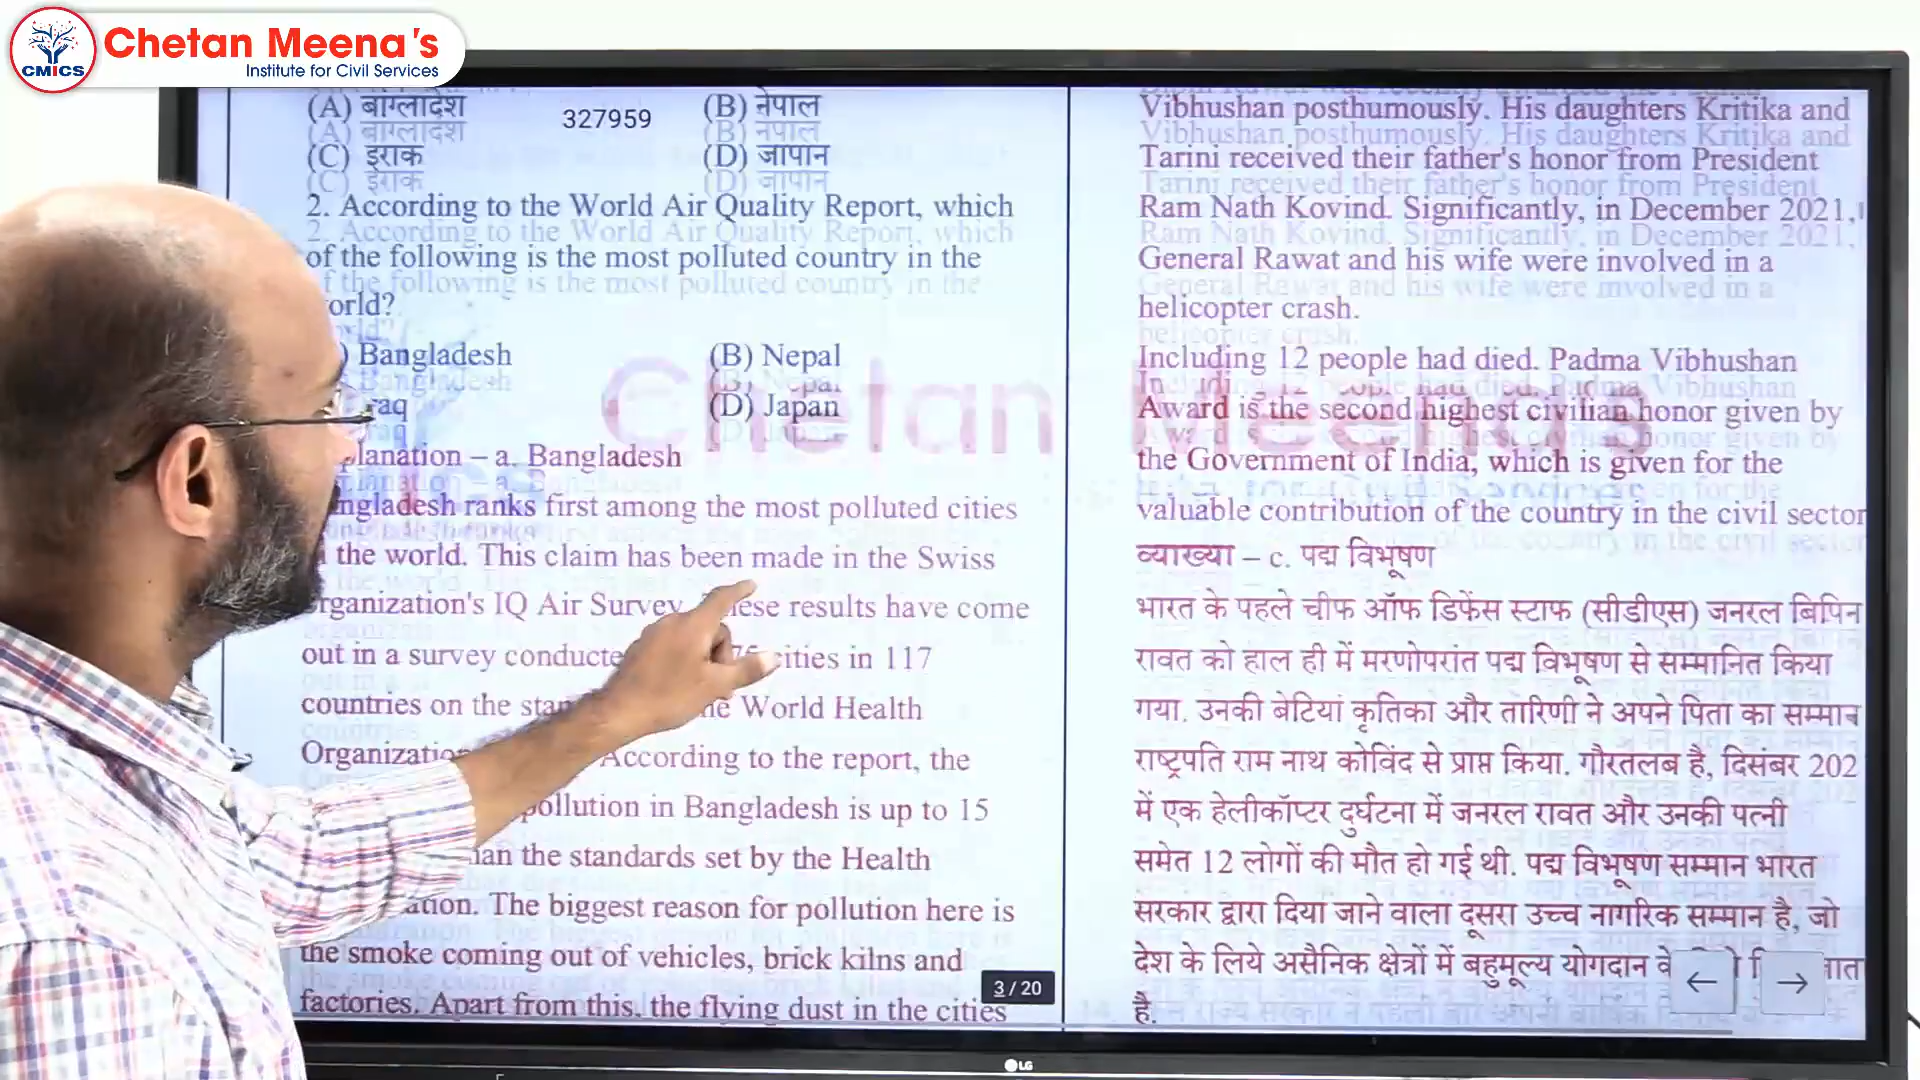 Chetan Meena's
Institute for Civil Services
CMICS
(A) बाग्लादेश (B) नेपाल
327959
(C) इराक (D) जापान
2. According to the World Air Quality Report, which
of the following is the most polluted country in the
orld?
) Bangladesh (B) Nepal
raq (D) Japan
planation – a. Bangladesh
ngladesh ranks first among the most polluted cities
the world. This claim has been made in the Swiss
rganization's IQ Air Survey. ese results have come
out in a survey conducte cities in 117
countries on the stan e World Health
Organizatio According to the report, the
pollution in Bangladesh is up to 15
han the standards set by the Health
ation. The biggest reason for pollution here is
the smoke coming out of vehicles, brick kilns and
factories. Apart from this, the flying dust in the cities
3 / 20
Vibhushan posthumously. His daughters Kritika and
Tarini received their father's honor from President
Ram Nath Kovind. Significantly, in December 2021,
General Rawat and his wife were involved in a
helicopter crash.
Including 12 people had died. Padma Vibhushan
Award is the second highest civilian honor given by
the Government of India, which is given for the
valuable contribution of the country in the civil sector
व्याख्या – c. पद्म विभूषण
भारत के पहले चीफ ऑफ डिफेंस स्टाफ (सीडीएस) जनरल बिपिन
रावत को हाल ही में मरणोपरांत पद्म विभूषण से सम्मानित किया
गया. उनकी बेटियां कृतिका और तारिणी ने अपने पिता का सम्मान
राष्ट्रपति राम नाथ कोविंद से प्राप्त किया. गौरतलब है, दिसंबर 202
में एक हेलीकॉप्टर दुर्घटना में जनरल रावत और उनकी पत्नी
समेत 12 लोगों की मौत हो गई थी. पद्म विभूषण सम्मान भारत
सरकार द्वारा दिया जाने वाला दूसरा उच्च नागरिक सम्मान है, जो
देश के लिये असैनिक क्षेत्रों में बहुमूल्य योगदान के
है.
Chetan Meena's
LG